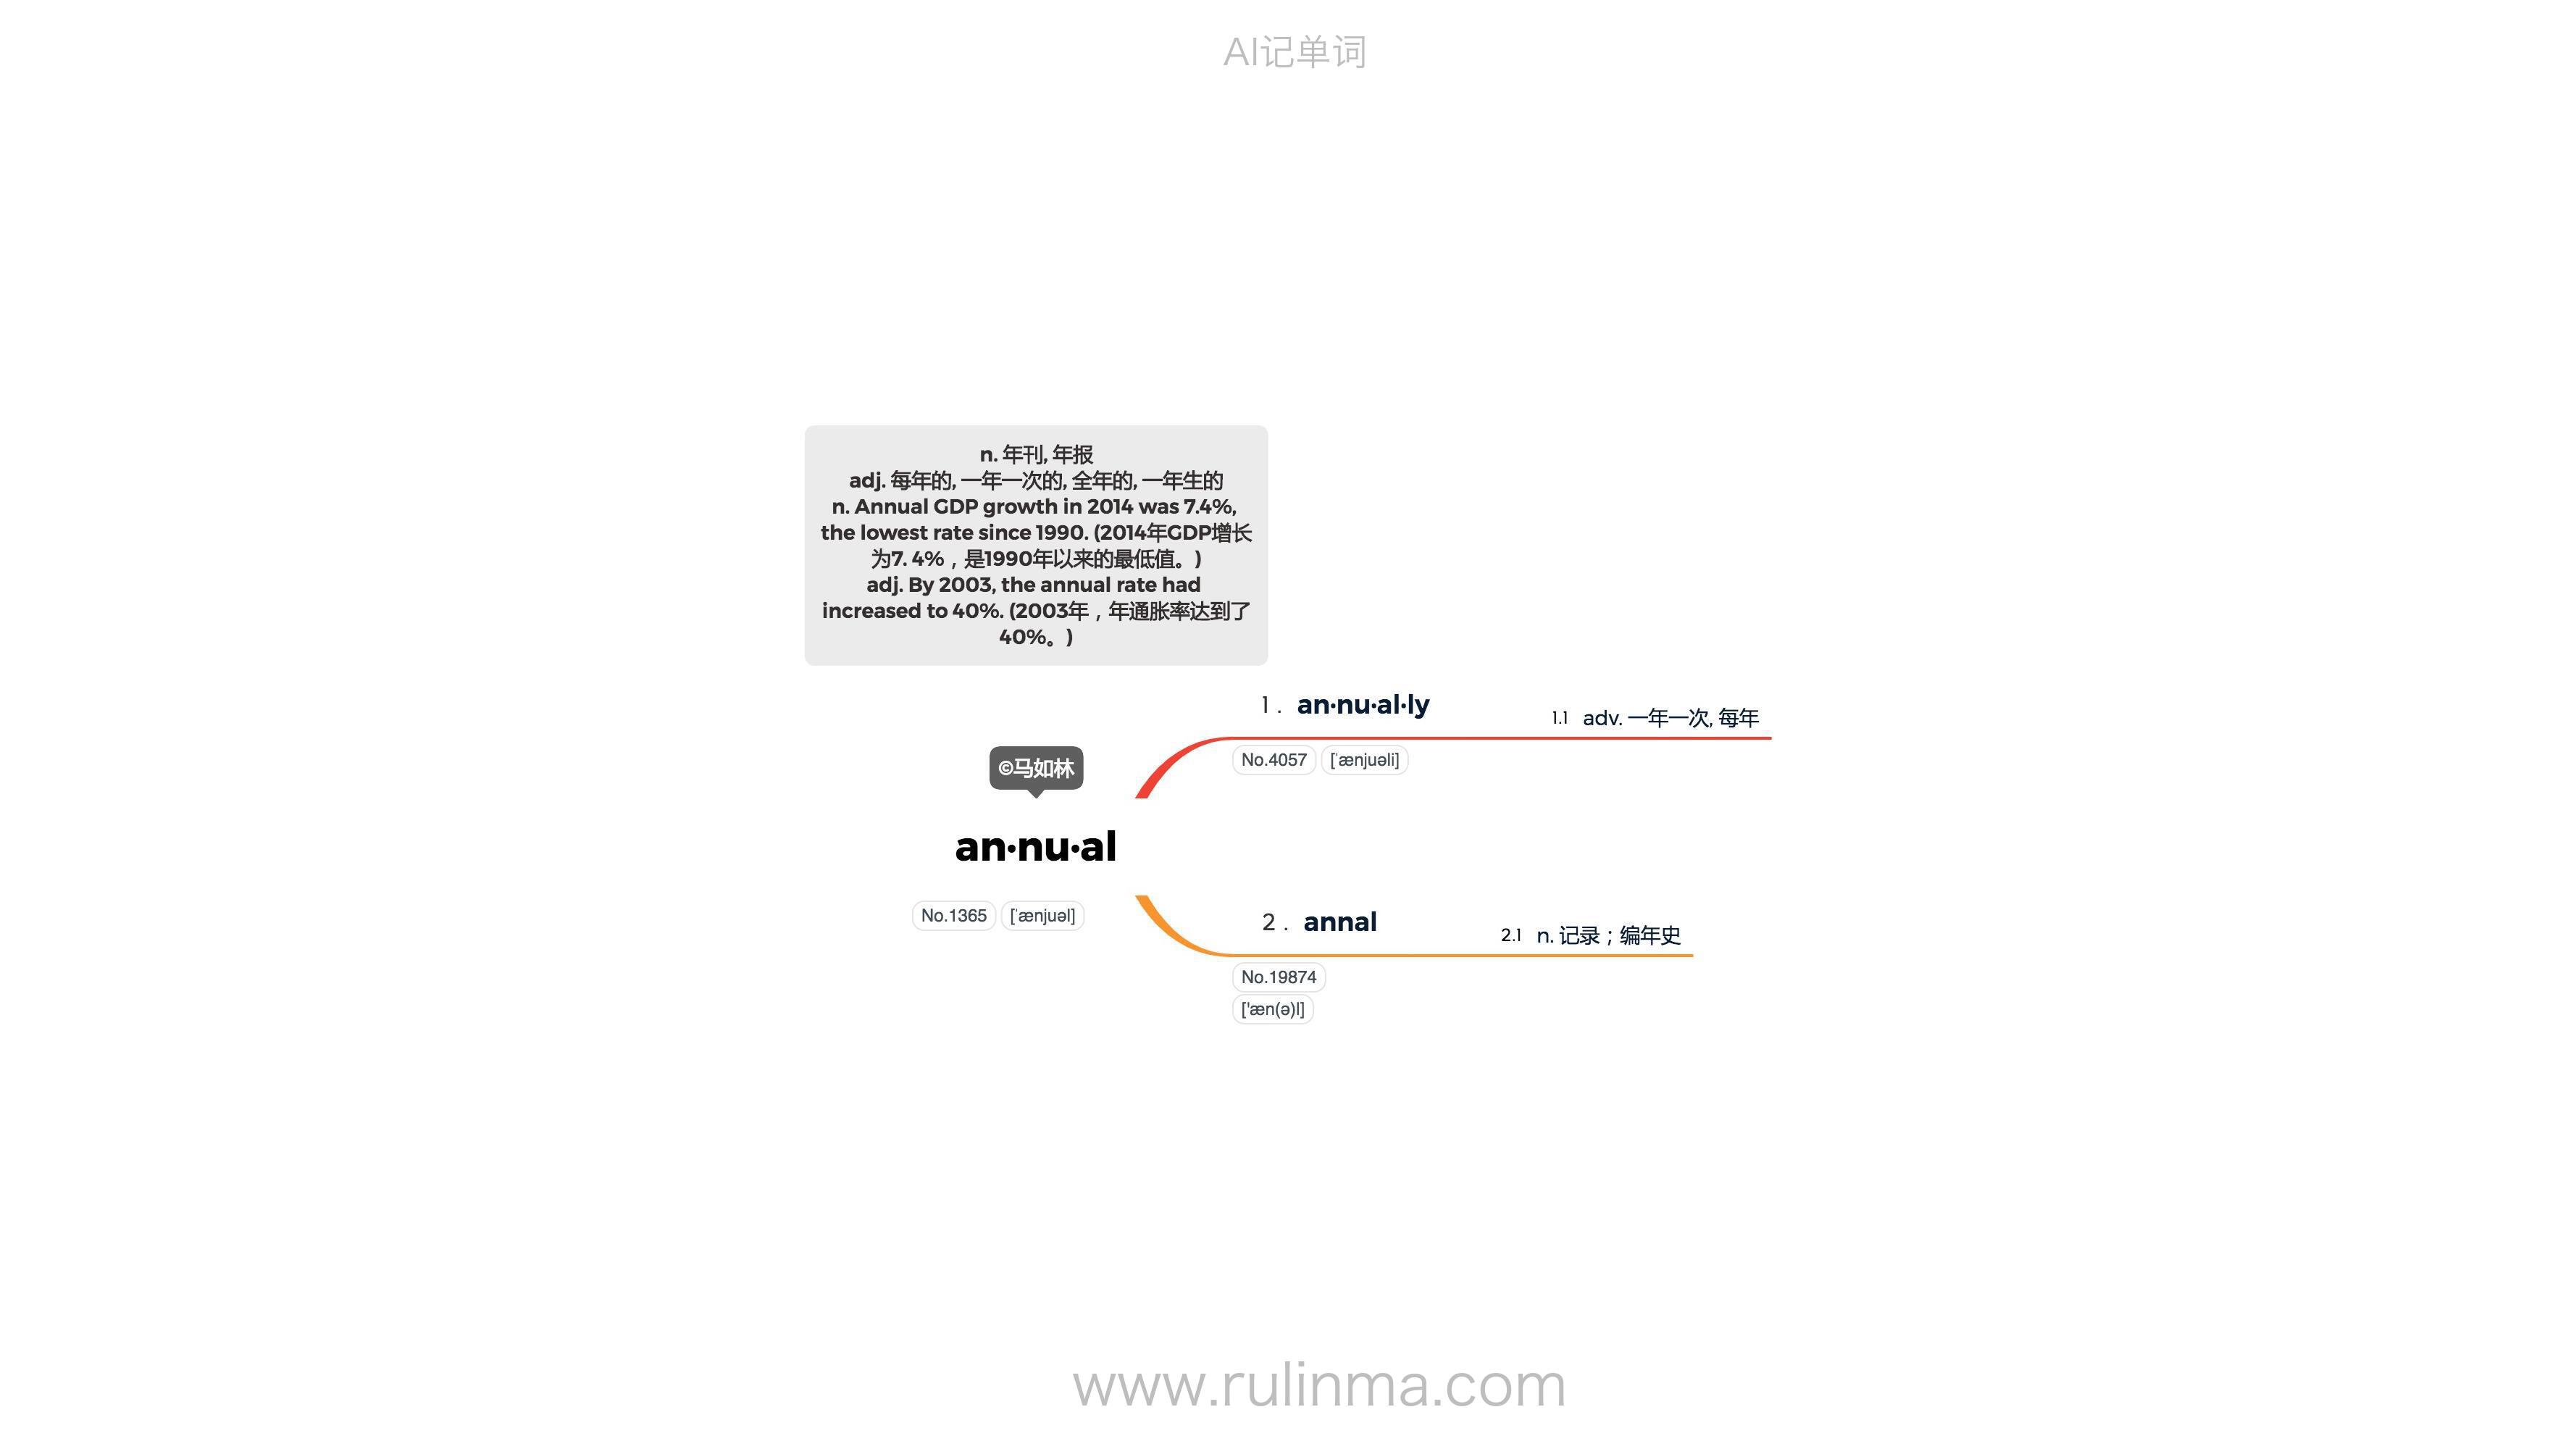 AI记单词
n. 年刊, 年报
adj. 每年的, 一年一次的, 全年的, 一年生的
n. Annual GDP growth in 2014 was 7.4%,
the lowest rate since 1990. (2014年GDP增长
为7. 4%，是1990年以来的最低值。)
adj. By 2003, the annual rate had
increased to 40%. (2003年，年通胀率达到了
40%。)
1. an·nu·al·ly
1.1 adv. 一年一次, 每年
No.4057 [ˈænjuəli]
©马如林
an·nu·al
No.1365 [ˈænjuəl]
2. annal
2.1 n. 记录；编年史
No.19874
['æn(ə)l]
www.rulinma.com